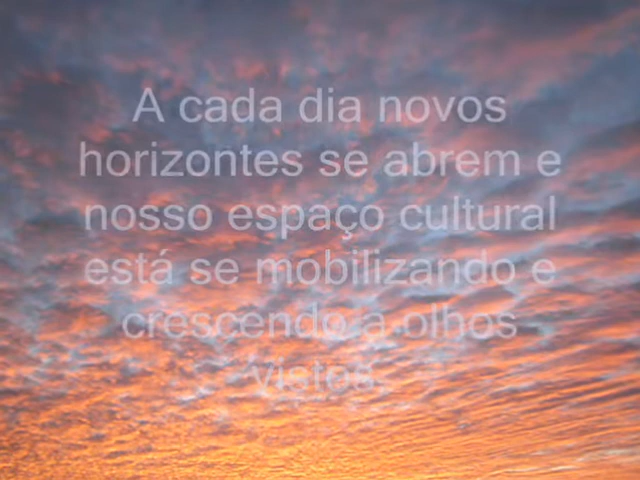 A cada dia novos
horizontes se abrem e
nosso espaço cultural
está se mobilizando e
crescendo a olhos
vistos.